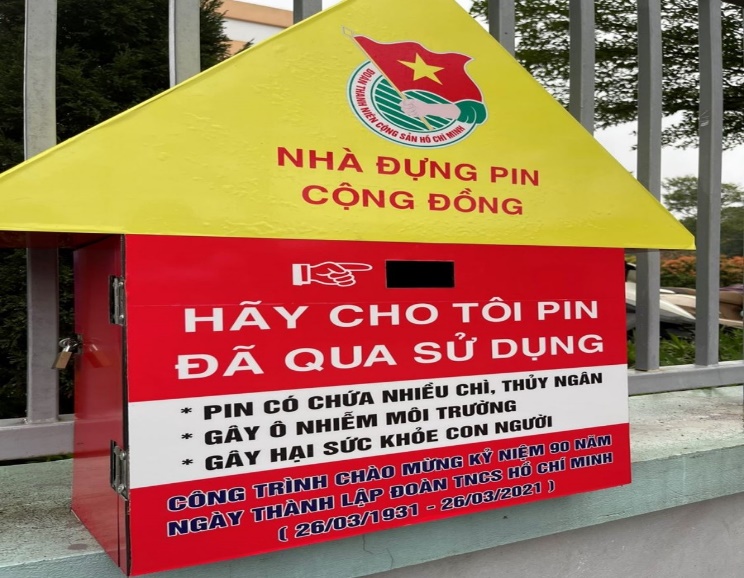 ĐOÀN THANH NIÊN CỘNG SẢN HỒ CHÍ MINH
NHÀ ĐỰNG PIN
CỘNG ĐỒNG
HÃY CHO TÔI PIN
ĐÃ QUA SỬ DỤNG
* PIN CÓ CHỨA NHIỀU CHÌ, THỦY NGÂN
* GÂY Ô NHIỄM MÔI TRƯỜNG
* GÂY HẠI SỨC KHỎE CON NGƯỜI
CÔNG TRÌNH CHÀO MỪNG KỶ NIỆM 90 NĂM
NGÀY THÀNH LẬP ĐOÀN TNCS HỒ CHÍ MINH
( 26/03/1931 - 26/03/2021 )